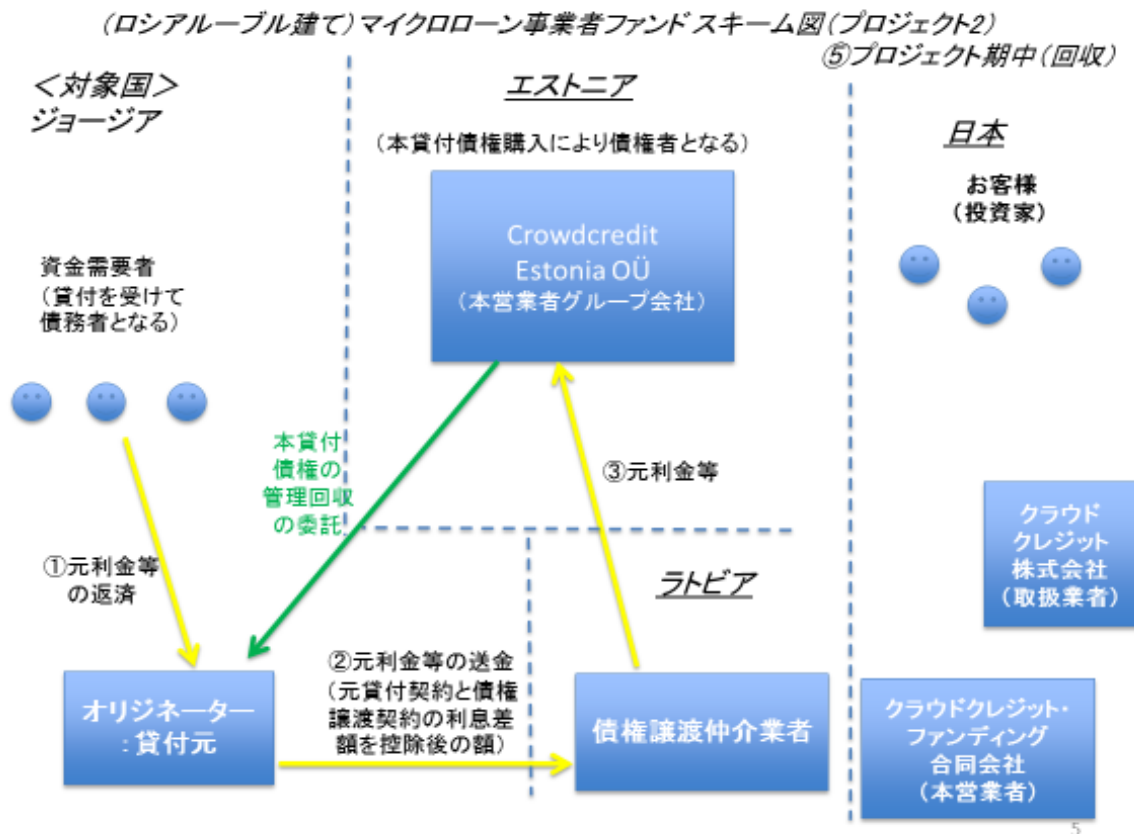 (ロシアルーブル建て)マイクロローン事業者ファンド スキーム図(プロジェクト2)
⑤プロジェクト期中(回収)
<対象国>
ジョージア
エストニア
(本貸付債権購入により債権者となる)
日本
お客様
(投資家)
Crowdcredit
Estonia OÜ
(本営業者グループ会社)
資金需要者
(貸付を受けて
債務者となる)
本貸付
債権の
管理回収
の委託
③元利金等
クラウド
クレジット
株式会社
(取扱業者)
①元利金等
の返済
ラトビア
②元利金等の送金
(元貸付契約と債権
譲渡契約の利息差
額を控除後の額)
オリジネーター
:貸付元
債権譲渡仲介業者
クラウドクレジット・
ファンディング
合同会社
(本営業者)
5